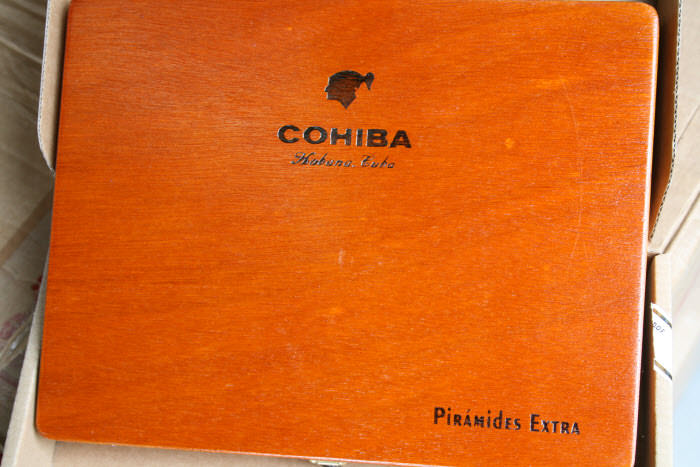 COHIBA
Habana, Cuba
PIRÁMIDES EXTRA